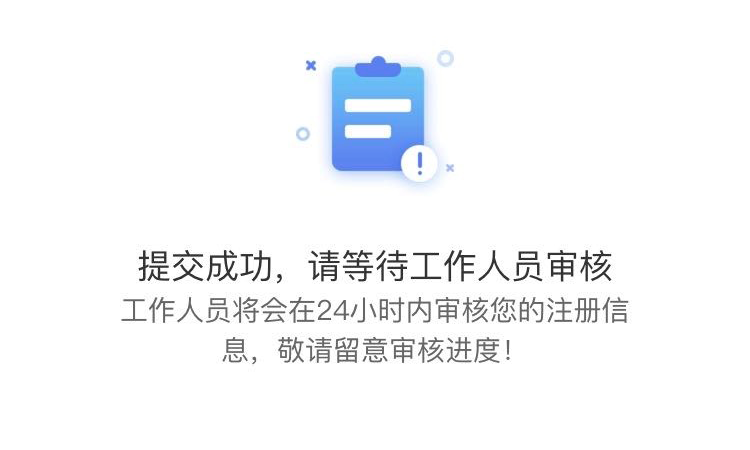 提交成功，请等待工作人员审核
工作人员将会在24小时内审核您的注册信
息，敬请留意审核进度！